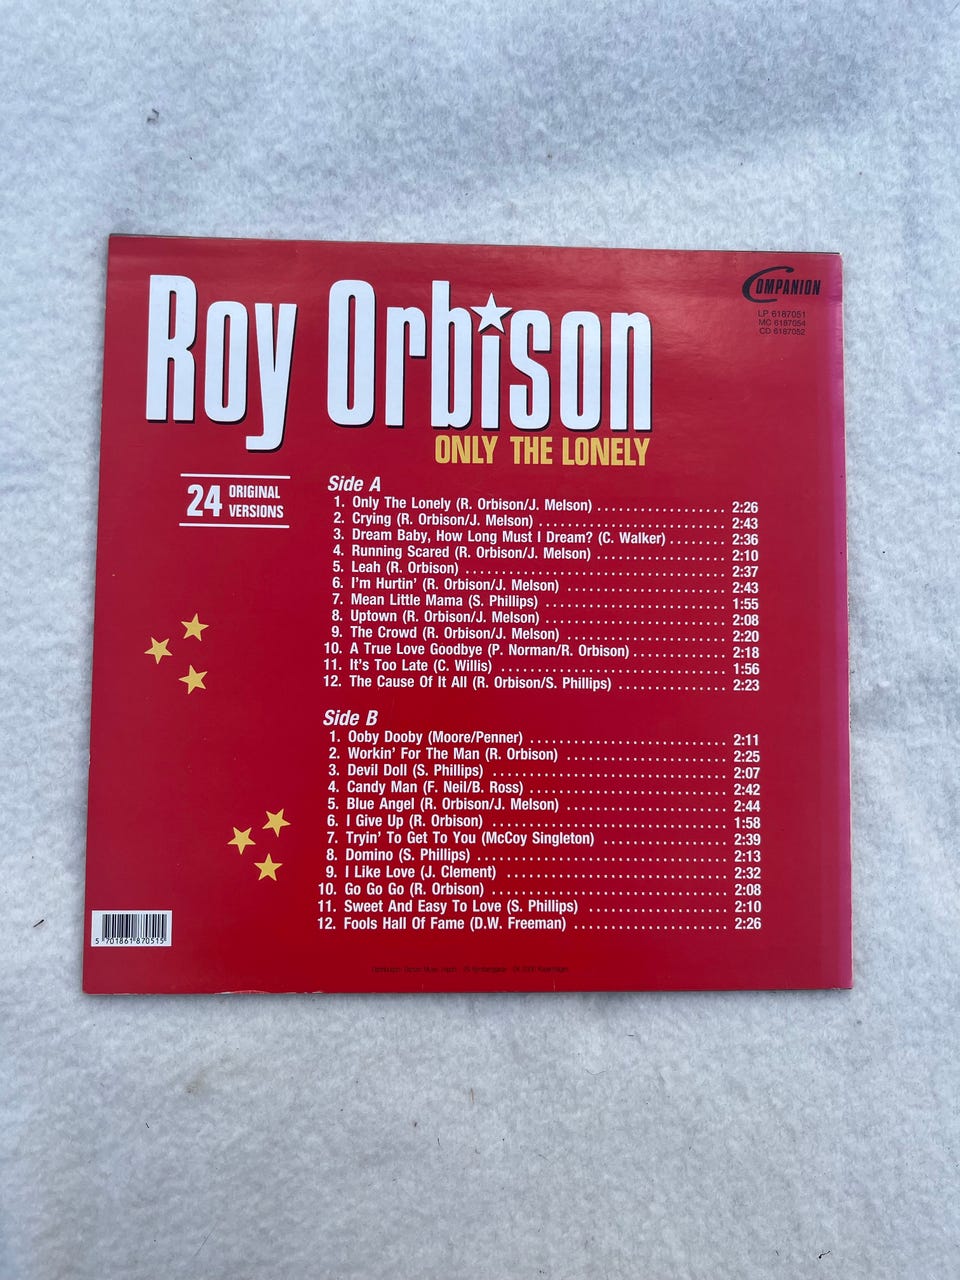 COMPANION
LP 6187051
MC 6187054
CD 6187052
Roy Orbison
ONLY THE LONELY
24 ORIGINAL VERSIONS
Side A
1. Only The Lonely (R. Orbison/J. Melson) 2:26
2. Crying (R. Orbison/J. Melson) 2:43
3. Dream Baby, How Long Must I Dream? (C. Walker) 2:36
4. Running Scared (R. Orbison/J. Melson) 2:10
5. Leah (R. Orbison) 2:37
6. I'm Hurtin' (R. Orbison/J. Melson) 2:43
7. Mean Little Mama (S. Phillips) 1:55
8. Uptown (R. Orbison/J. Melson) 2:08
9. The Crowd (R. Orbison/J. Melson) 2:20
10. A True Love Goodbye (P. Norman/R. Orbison) 2:18
11. It's Too Late (C. Willis) 1:56
12. The Cause Of It All (R. Orbison/S. Phillips) 2:23
Side B
1. Ooby Dooby (Moore/Penner) 2:11
2. Workin' For The Man (R. Orbison) 2:25
3. Devil Doll (S. Phillips) 2:07
4. Candy Man (F. Neil/B. Ross) 2:42
5. Blue Angel (R. Orbison/J. Melson) 2:44
6. I Give Up (R. Orbison) 1:58
7. Tryin' To Get To You (McCoy Singleton) 2:39
8. Domino (S. Phillips) 2:13
9. I Like Love (J. Clement) 2:32
10. Go Go Go (R. Orbison) 2:08
11. Sweet And Easy To Love (S. Phillips) 2:10
12. Fools Hall Of Fame (D.W. Freeman) 2:26
5 701861 870515